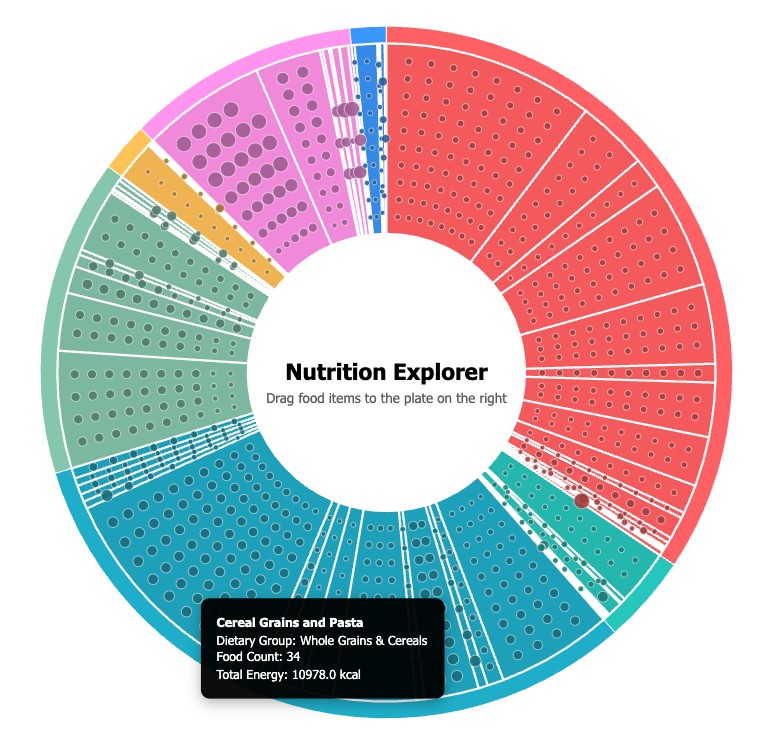 Nutrition Explorer
Drag food items to the plate on the right
Cereal Grains and Pasta
Dietary Group: Whole Grains & Cereals
Food Count: 34
Total Energy: 10978.0 kcal